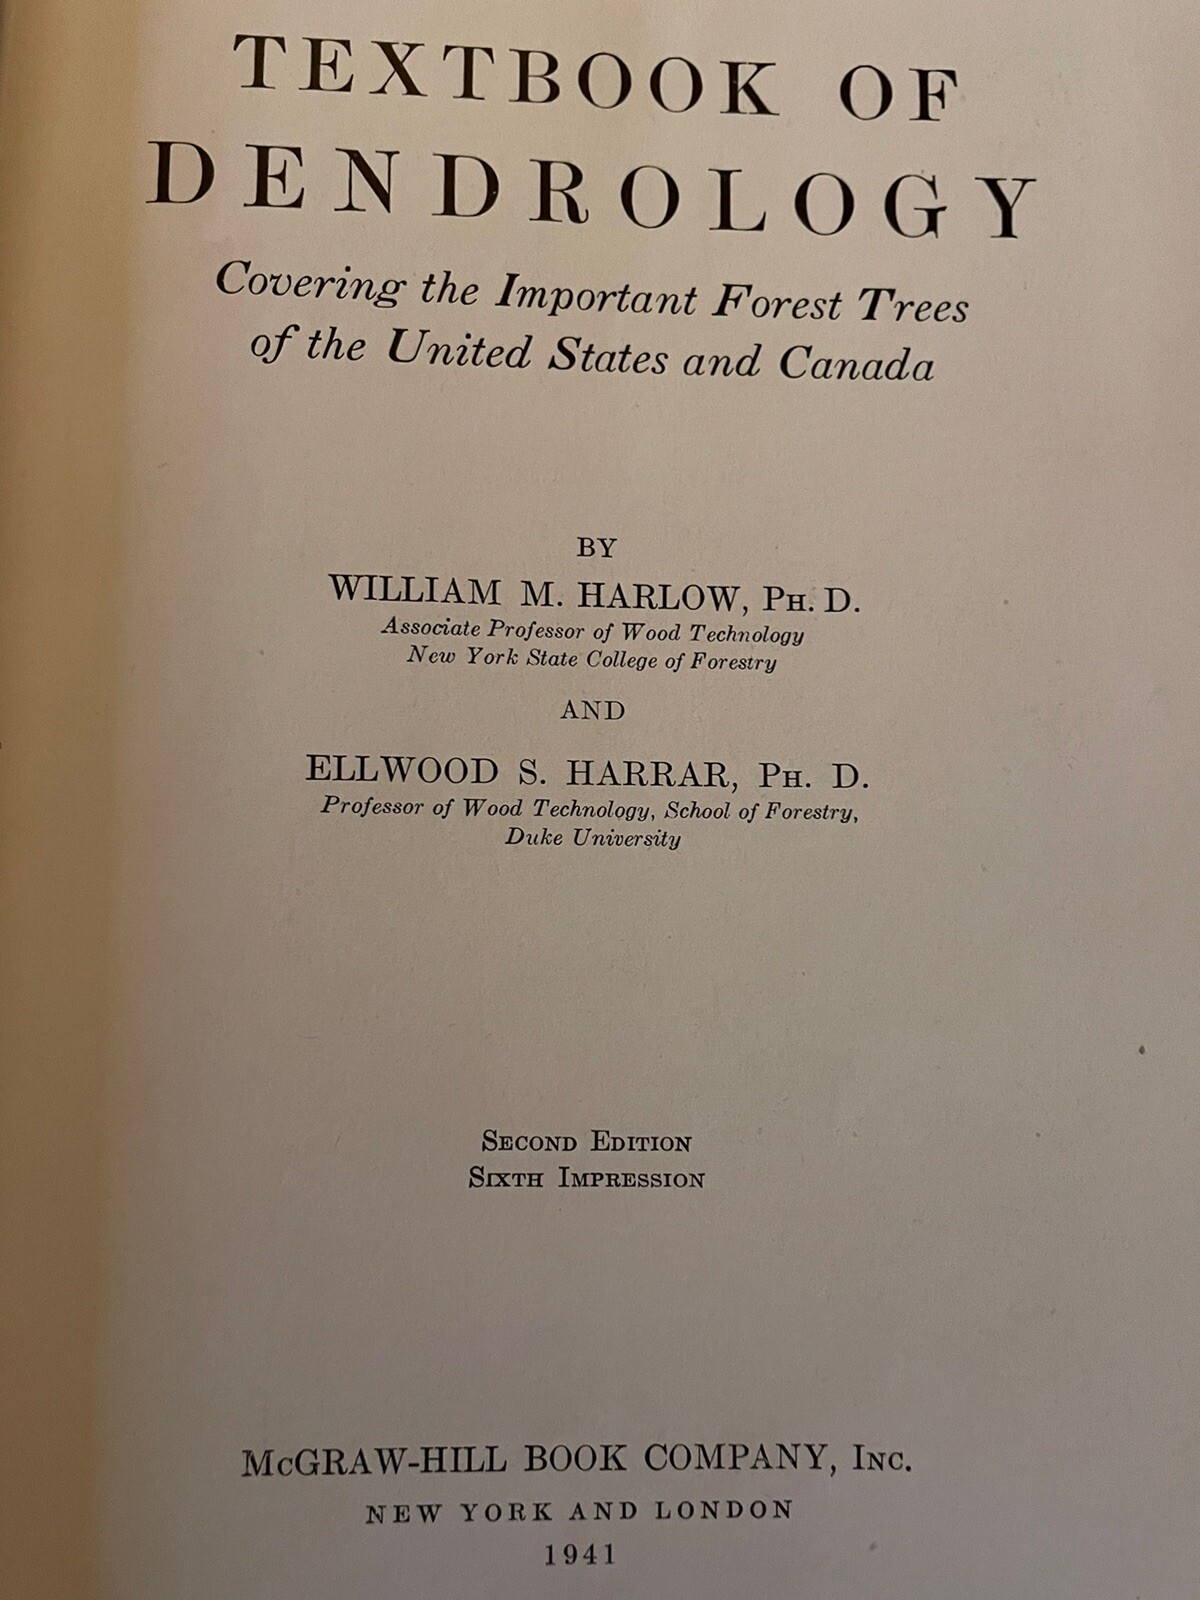 TEXTBOOK OF
DENDROLOGY
Covering the Important Forest Trees
of the United States and Canada
BY
WILLIAM M. HARLOW, PH. D.
Associate Professor of Wood Technology
New York State College of Forestry
AND
ELLWOOD S. HARRAR, PH. D.
Professor of Wood Technology, School of Forestry,
Duke University
SECOND EDITION
SIXTH IMPRESSION
McGRAW-HILL BOOK COMPANY, INC.
NEW YORK AND LONDON
1941